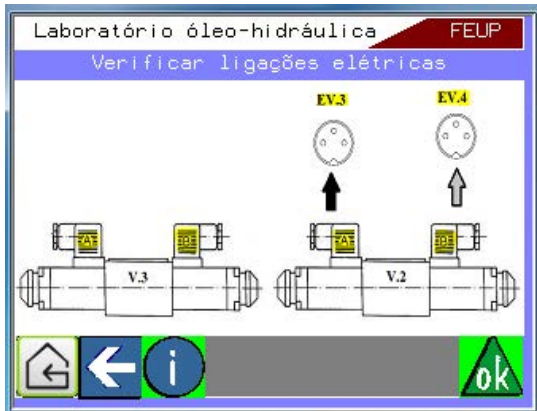 Laboratório óleo-hidráulica FEUP
Verificar ligações elétricas
EV.3 EV.4
A B A B
V.3 V.2
i ok